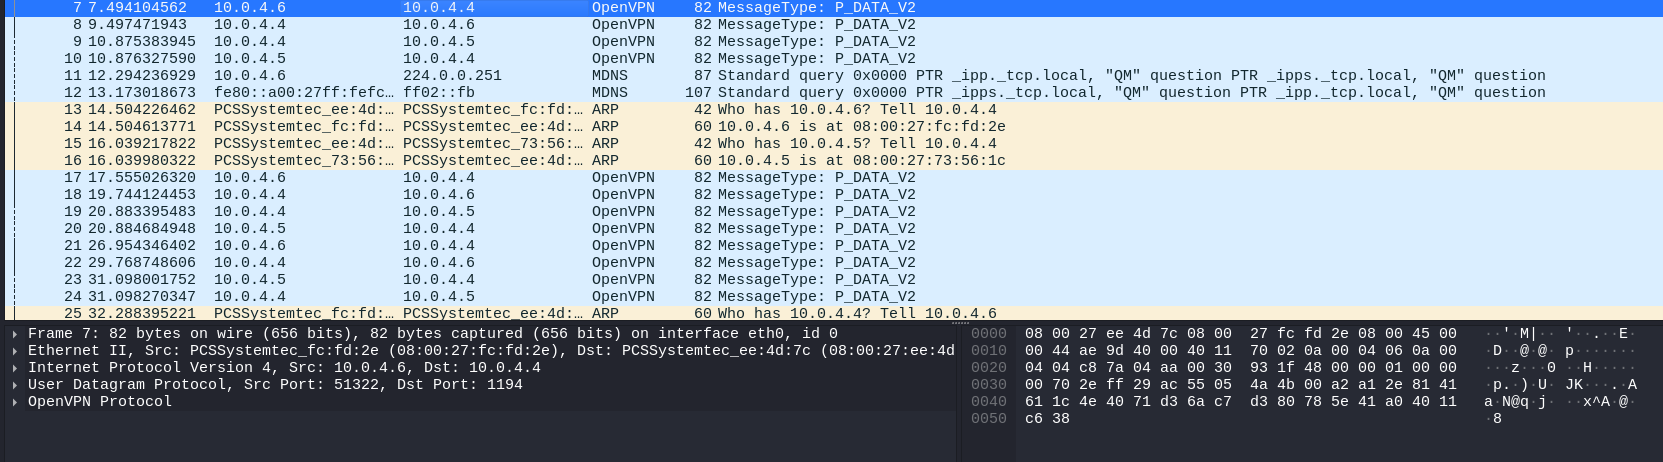 7 7.494104562 10.0.4.6 10.0.4.4 OpenVPN 82 MessageType: P_DATA_V2
8 9.497471943 10.0.4.4 10.0.4.6 OpenVPN 82 MessageType: P_DATA_V2
9 10.875383945 10.0.4.4 10.0.4.5 OpenVPN 82 MessageType: P_DATA_V2
10 10.876327590 10.0.4.5 10.0.4.4 OpenVPN 82 MessageType: P_DATA_V2
11 12.294236929 10.0.4.6 224.0.0.251 MDNS 87 Standard query 0x0000 PTR _ipp._tcp.local, "QM" question PTR _ipps._tcp.local, "QM" question
12 13.173018673 fe80::a00:27ff:fefc… ff02::fb MDNS 107 Standard query 0x0000 PTR _ipps._tcp.local, "QM" question PTR _ipp._tcp.local, "QM" question
13 14.504226462 PCSSystemtec_ee:4d:… PCSSystemtec_fc:fd:… ARP 42 Who has 10.0.4.6? Tell 10.0.4.4
14 14.504613771 PCSSystemtec_fc:fd:… PCSSystemtec_ee:4d:… ARP 60 10.0.4.6 is at 08:00:27:fc:fd:2e
15 16.039217822 PCSSystemtec_ee:4d:… PCSSystemtec_73:56:… ARP 42 Who has 10.0.4.5? Tell 10.0.4.4
16 16.039980322 PCSSystemtec_73:56:… PCSSystemtec_ee:4d:… ARP 60 10.0.4.5 is at 08:00:27:73:56:1c
17 17.555026320 10.0.4.6 10.0.4.4 OpenVPN 82 MessageType: P_DATA_V2
18 19.744124453 10.0.4.4 10.0.4.6 OpenVPN 82 MessageType: P_DATA_V2
19 20.883395483 10.0.4.4 10.0.4.5 OpenVPN 82 MessageType: P_DATA_V2
20 20.884684948 10.0.4.5 10.0.4.4 OpenVPN 82 MessageType: P_DATA_V2
21 26.954346402 10.0.4.6 10.0.4.4 OpenVPN 82 MessageType: P_DATA_V2
22 29.768748606 10.0.4.4 10.0.4.6 OpenVPN 82 MessageType: P_DATA_V2
23 31.098001752 10.0.4.5 10.0.4.4 OpenVPN 82 MessageType: P_DATA_V2
24 31.098270347 10.0.4.4 10.0.4.5 OpenVPN 82 MessageType: P_DATA_V2
25 32.288395221 PCSSystemtec_fc:fd:… PCSSystemtec_ee:4d:… ARP 60 Who has 10.0.4.4? Tell 10.0.4.6
Frame 7: 82 bytes on wire (656 bits), 82 bytes captured (656 bits) on interface eth0, id 0
Ethernet II, Src: PCSSystemtec_fc:fd:2e (08:00:27:fc:fd:2e), Dst: PCSSystemtec_ee:4d:7c (08:00:27:ee:4d
Internet Protocol Version 4, Src: 10.0.4.6, Dst: 10.0.4.4
User Datagram Protocol, Src Port: 51322, Dst Port: 1194
OpenVPN Protocol
0000 08 00 27 ee 4d 7c 08 00 27 fc fd 2e 08 00 45 00 ··'·M|·· '··.··E·
0010 00 44 ae 9d 40 00 40 11 70 02 0a 00 04 06 0a 00 ·D··@·@· p·······
0020 04 04 c8 7a 04 aa 00 30 93 1f 48 00 00 01 00 00 ···z···0 ··H·····
0030 00 70 2e ff 29 ac 55 05 4a 4b 00 a2 a1 2e 81 41 ·p.·)·U· JK···.·A
0040 61 1c 4e 40 71 d3 6a c7 d3 80 78 5e 41 a0 40 11 a·N@q·j· ··x^A·@·
0050 c6 38 ·8